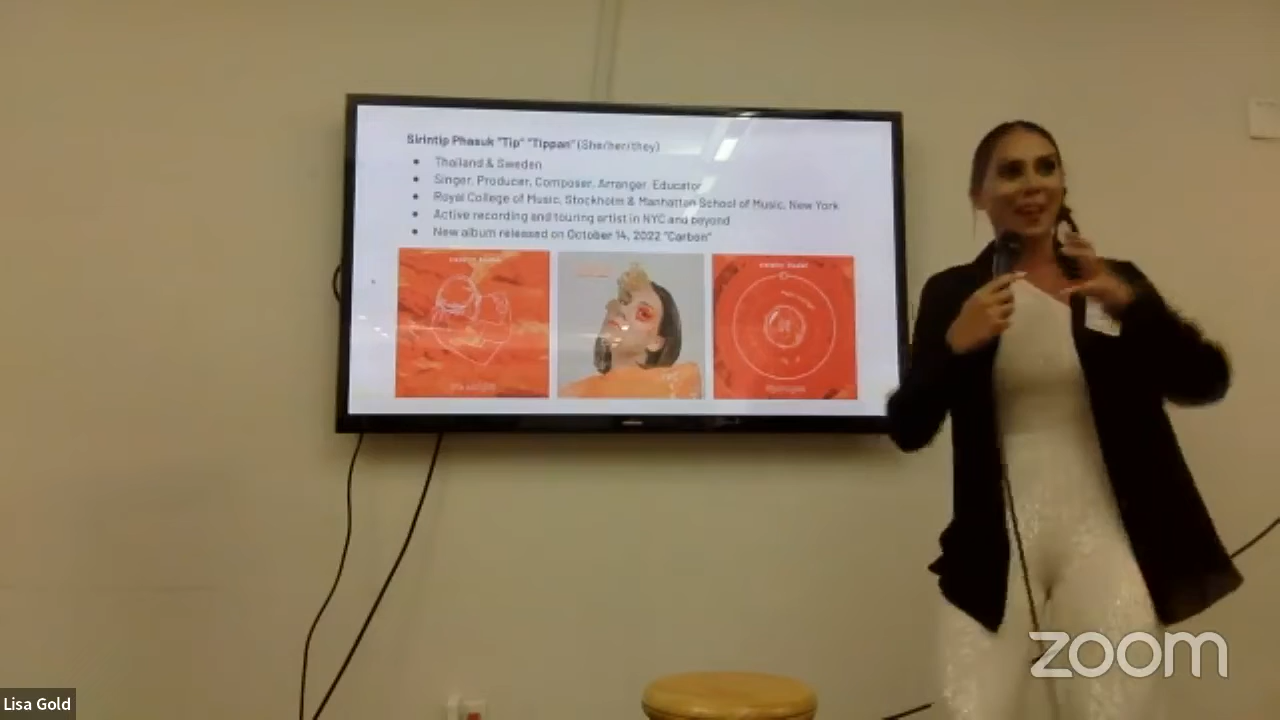 Sirintip Phasuk "Tip" "Tippan" (She/her/they)
Thailand & Sweden
Singer, Producer, Composer, Arranger, Educator
Royal College of Music, Stockholm & Manhattan School of Music, New York
Active recording and touring artist in NYC and beyond
New album released on October 14, 2022 "Carbon"
zoom
Lisa Gold